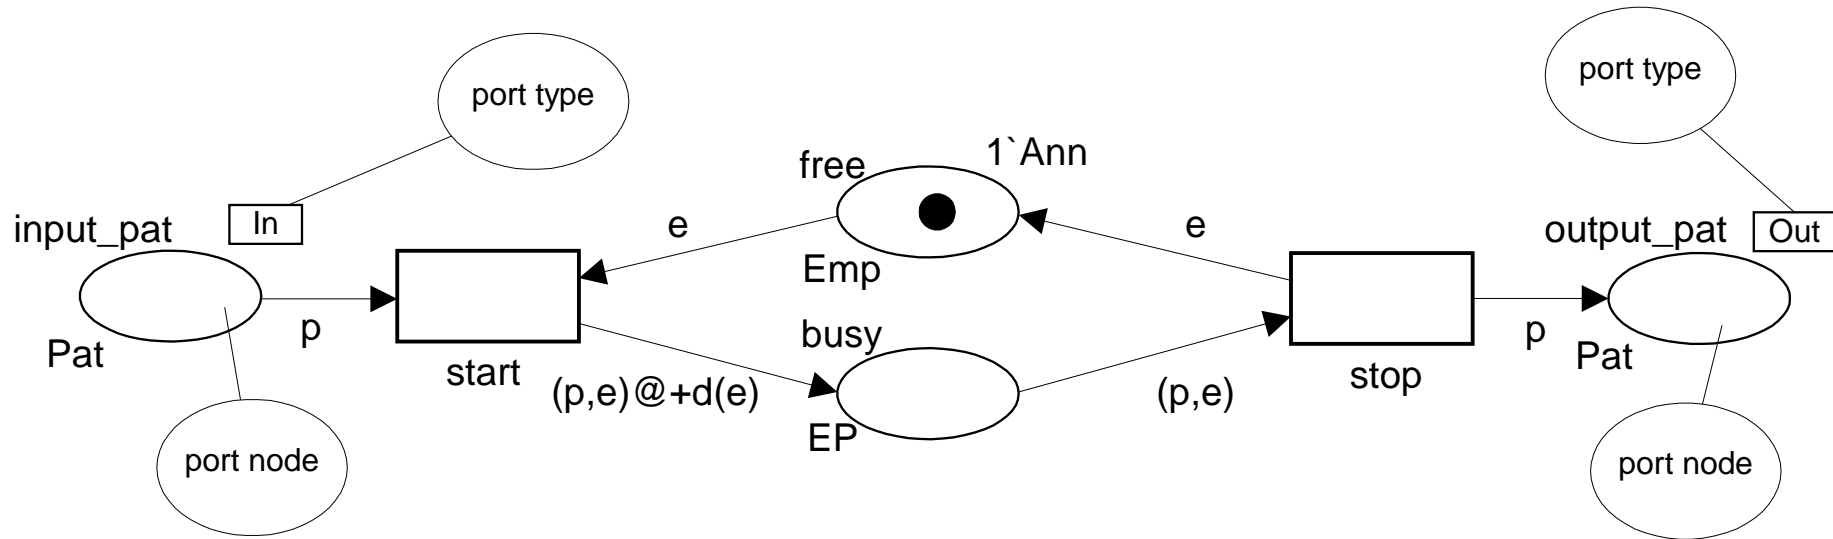 port type
port type
free
1`Ann
input_pat
In
e
e
output_pat
Out
Emp
p
busy
p
Pat
start
(p,e)@+d(e)
(p,e)
stop
Pat
EP
port node
port node